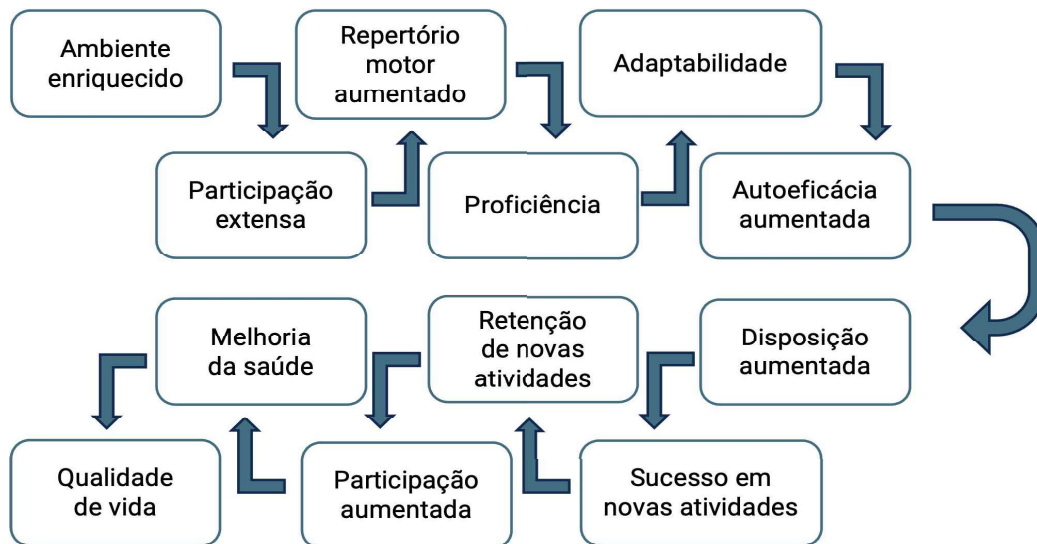 Ambiente
enriquecido
Participação
extensa
Repertório
motor
aumentado
Proficiência
Adaptabilidade
Autoeficácia
aumentada
Disposição
aumentada
Sucesso em
novas atividades
Retenção
de novas
atividades
Participação
aumentada
Melhoria
da saúde
Qualidade
de vida